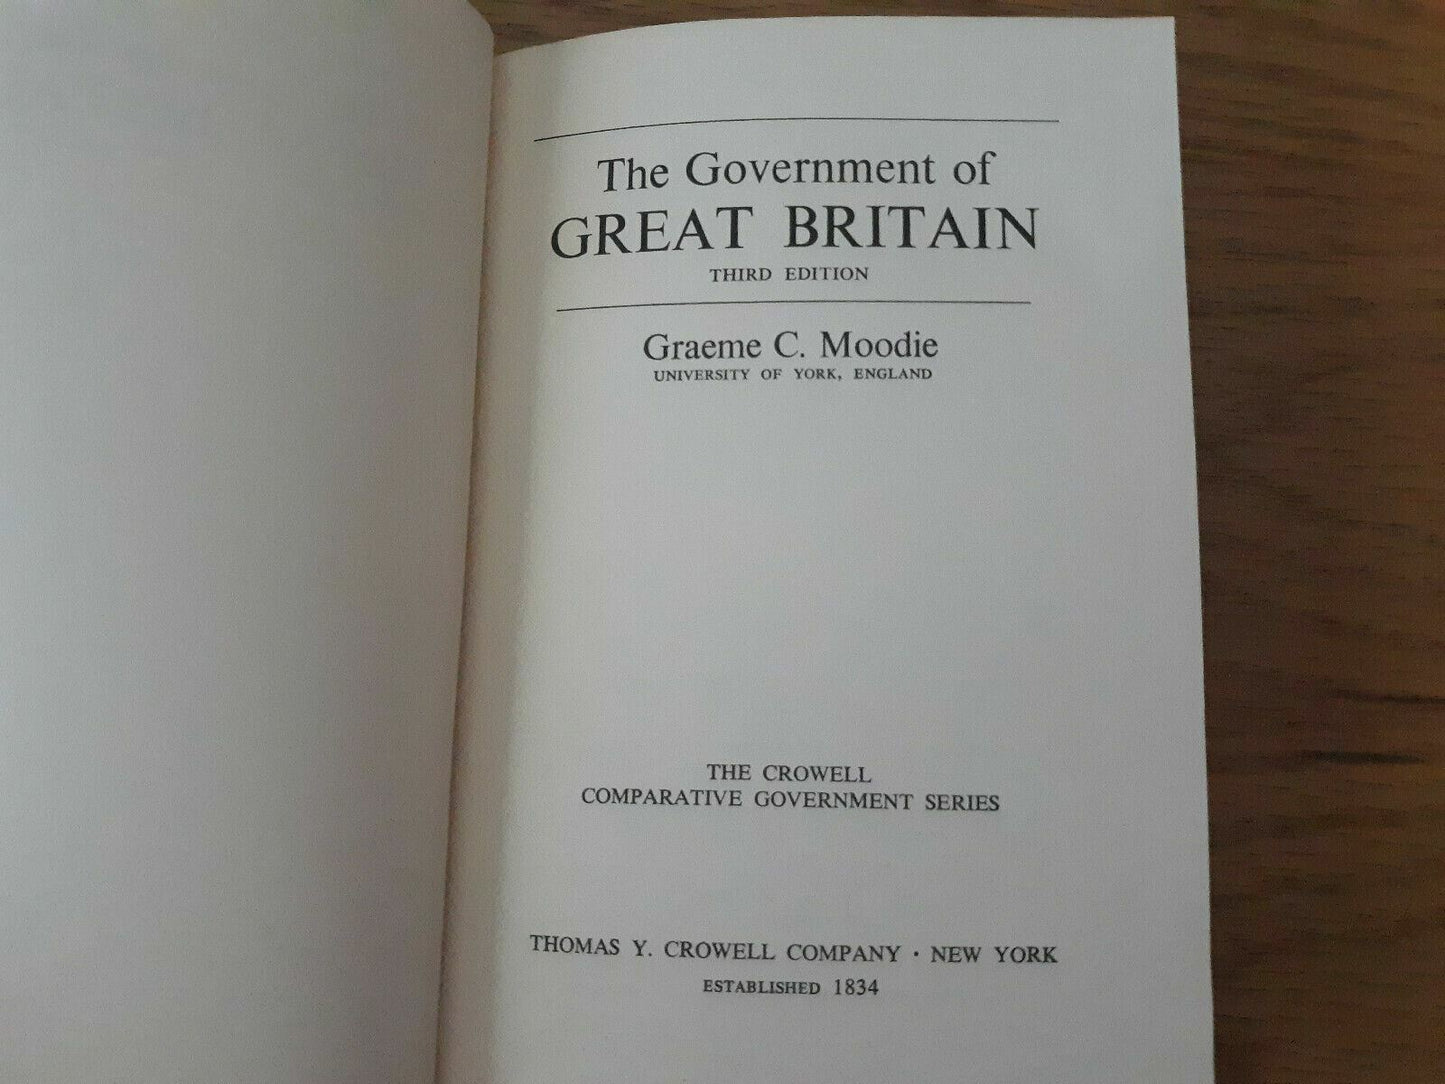 The Government of
GREAT BRITAIN
THIRD EDITION
Graeme C. Moodie
UNIVERSITY OF YORK, ENGLAND
THE CROWELL
COMPARATIVE GOVERNMENT SERIES
THOMAS Y. CROWELL COMPANY · NEW YORK
ESTABLISHED 1834